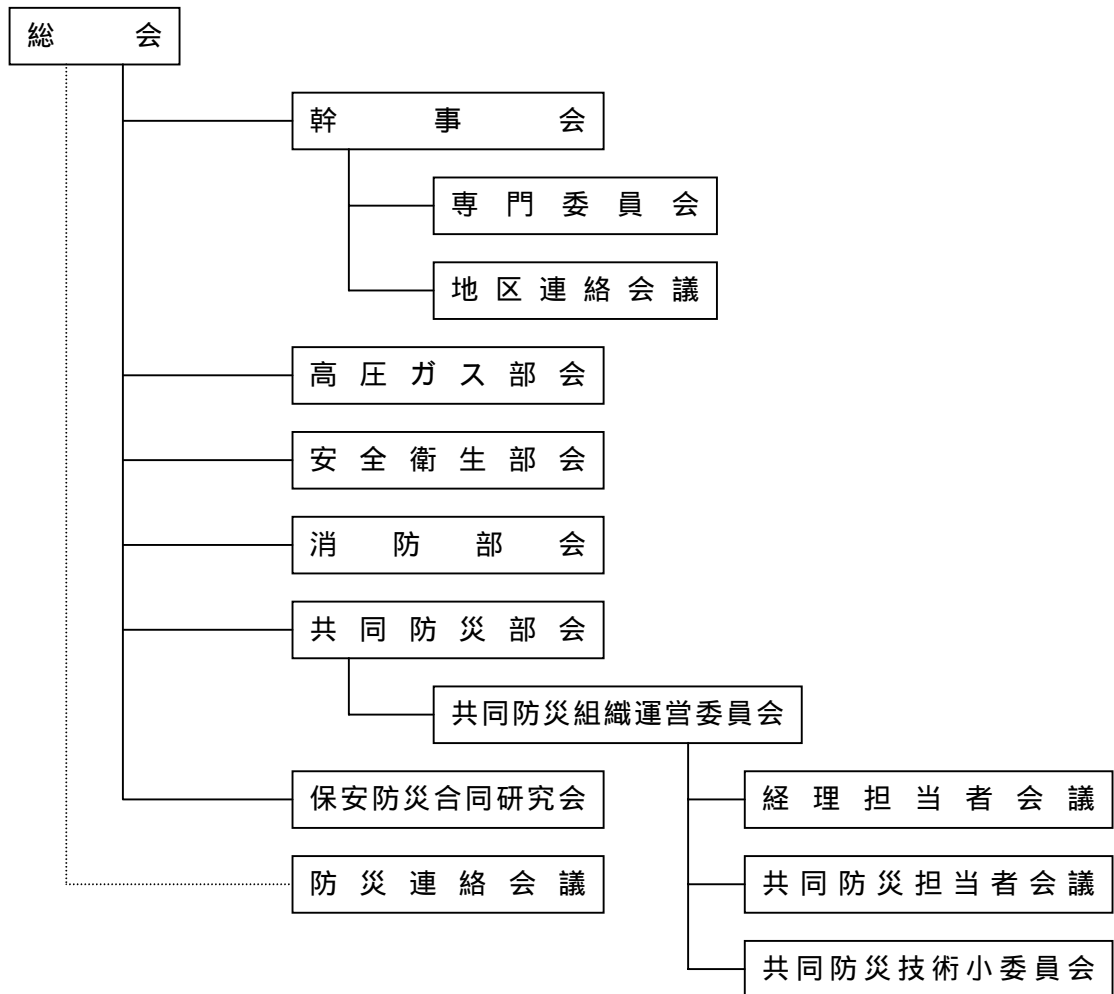 総会
幹事会
専門委員会
地区連絡会議
高圧ガス部会
安全衛生部会
消防部会
共同防災部会
共同防災組織運営委員会
保安防災合同研究会
経理担当者会議
防災連絡会議
共同防災担当者会議
共同防災技術小委員会